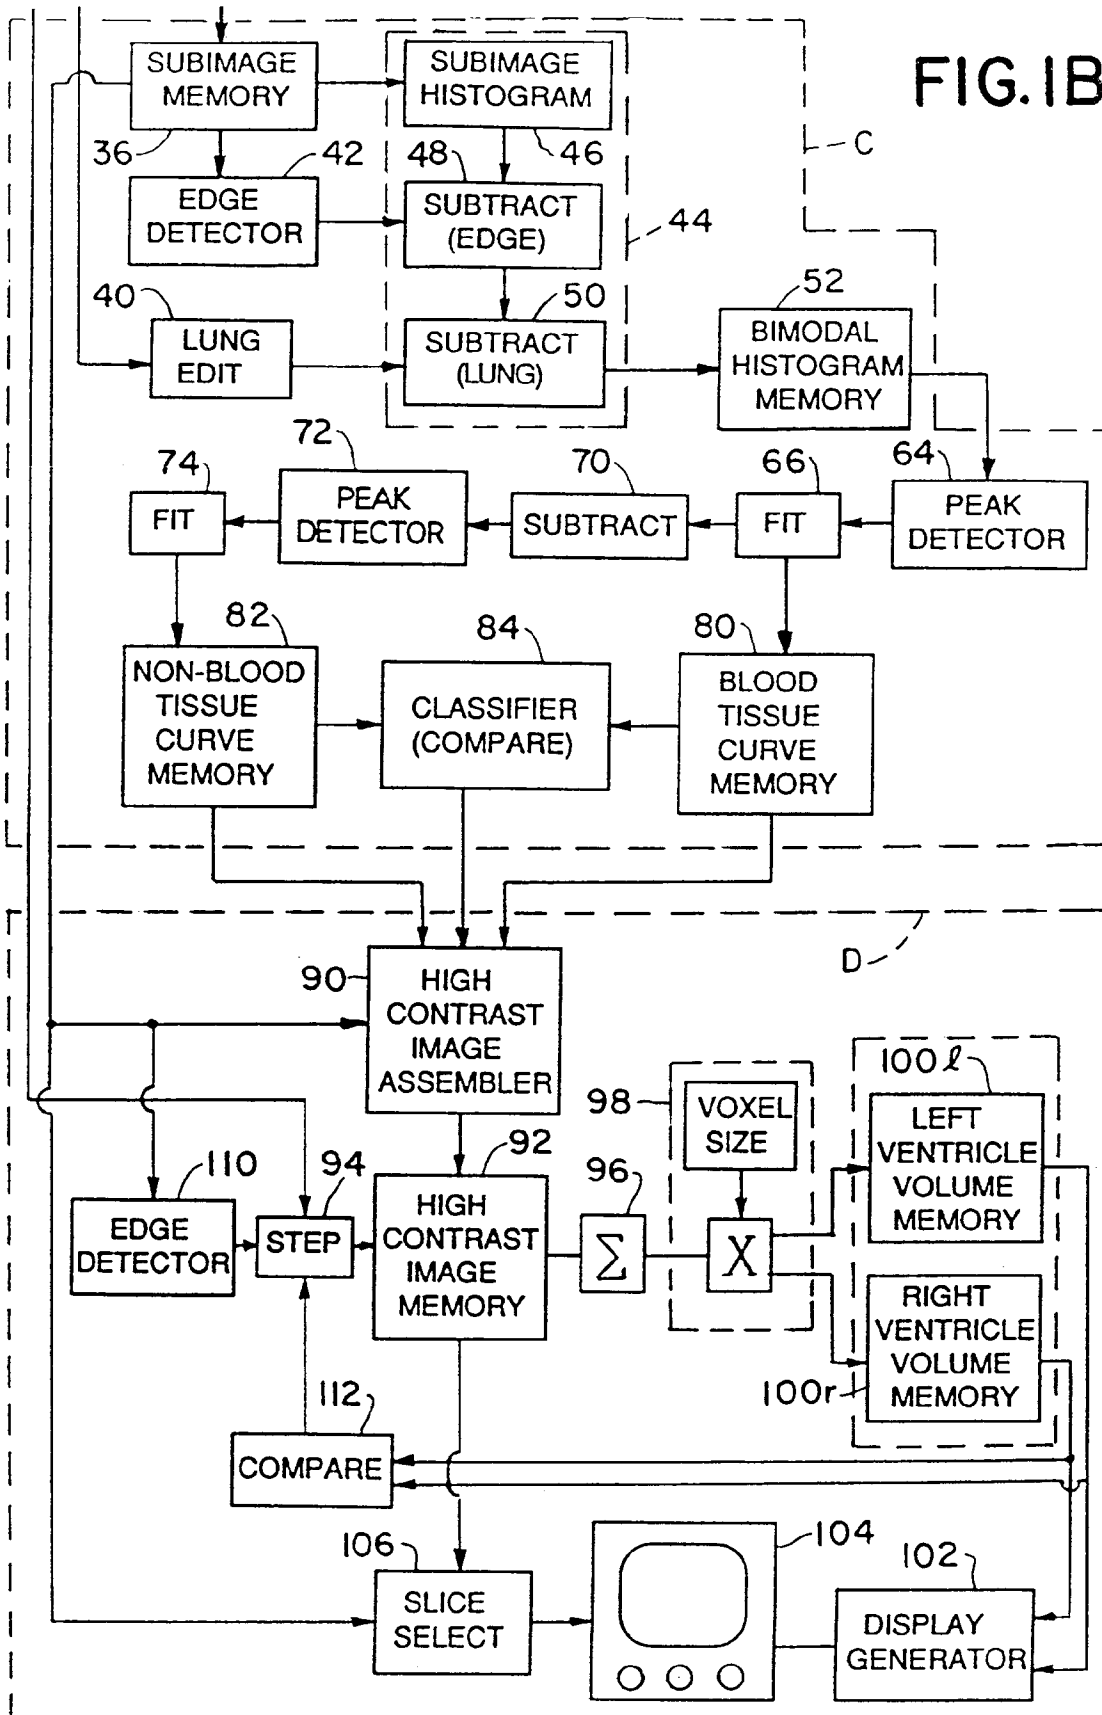 FIG. 1B
SUBIMAGE
MEMORY
SUBIMAGE
HISTOGRAM
36
42
48
46
C
EDGE
DETECTOR
SUBTRACT
(EDGE)
44
40
50
52
LUNG
EDIT
SUBTRACT
(LUNG)
BIMODAL
HISTOGRAM
MEMORY
74
72
70
66
64
FIT
PEAK
DETECTOR
SUBTRACT
FIT
PEAK
DETECTOR
82
84
80
NON-BLOOD
TISSUE
CURVE
MEMORY
CLASSIFIER
(COMPARE)
BLOOD
TISSUE
CURVE
MEMORY
D
90
HIGH
CONTRAST
IMAGE
ASSEMBLER
98
VOXEL
SIZE
100ℓ
LEFT
VENTRICLE
VOLUME
MEMORY
110
94
92
96
EDGE
DETECTOR
STEP
HIGH
CONTRAST
IMAGE
MEMORY
Σ
X
RIGHT
VENTRICLE
VOLUME
MEMORY
100r
112
COMPARE
106
104
102
SLICE
SELECT
DISPLAY
GENERATOR